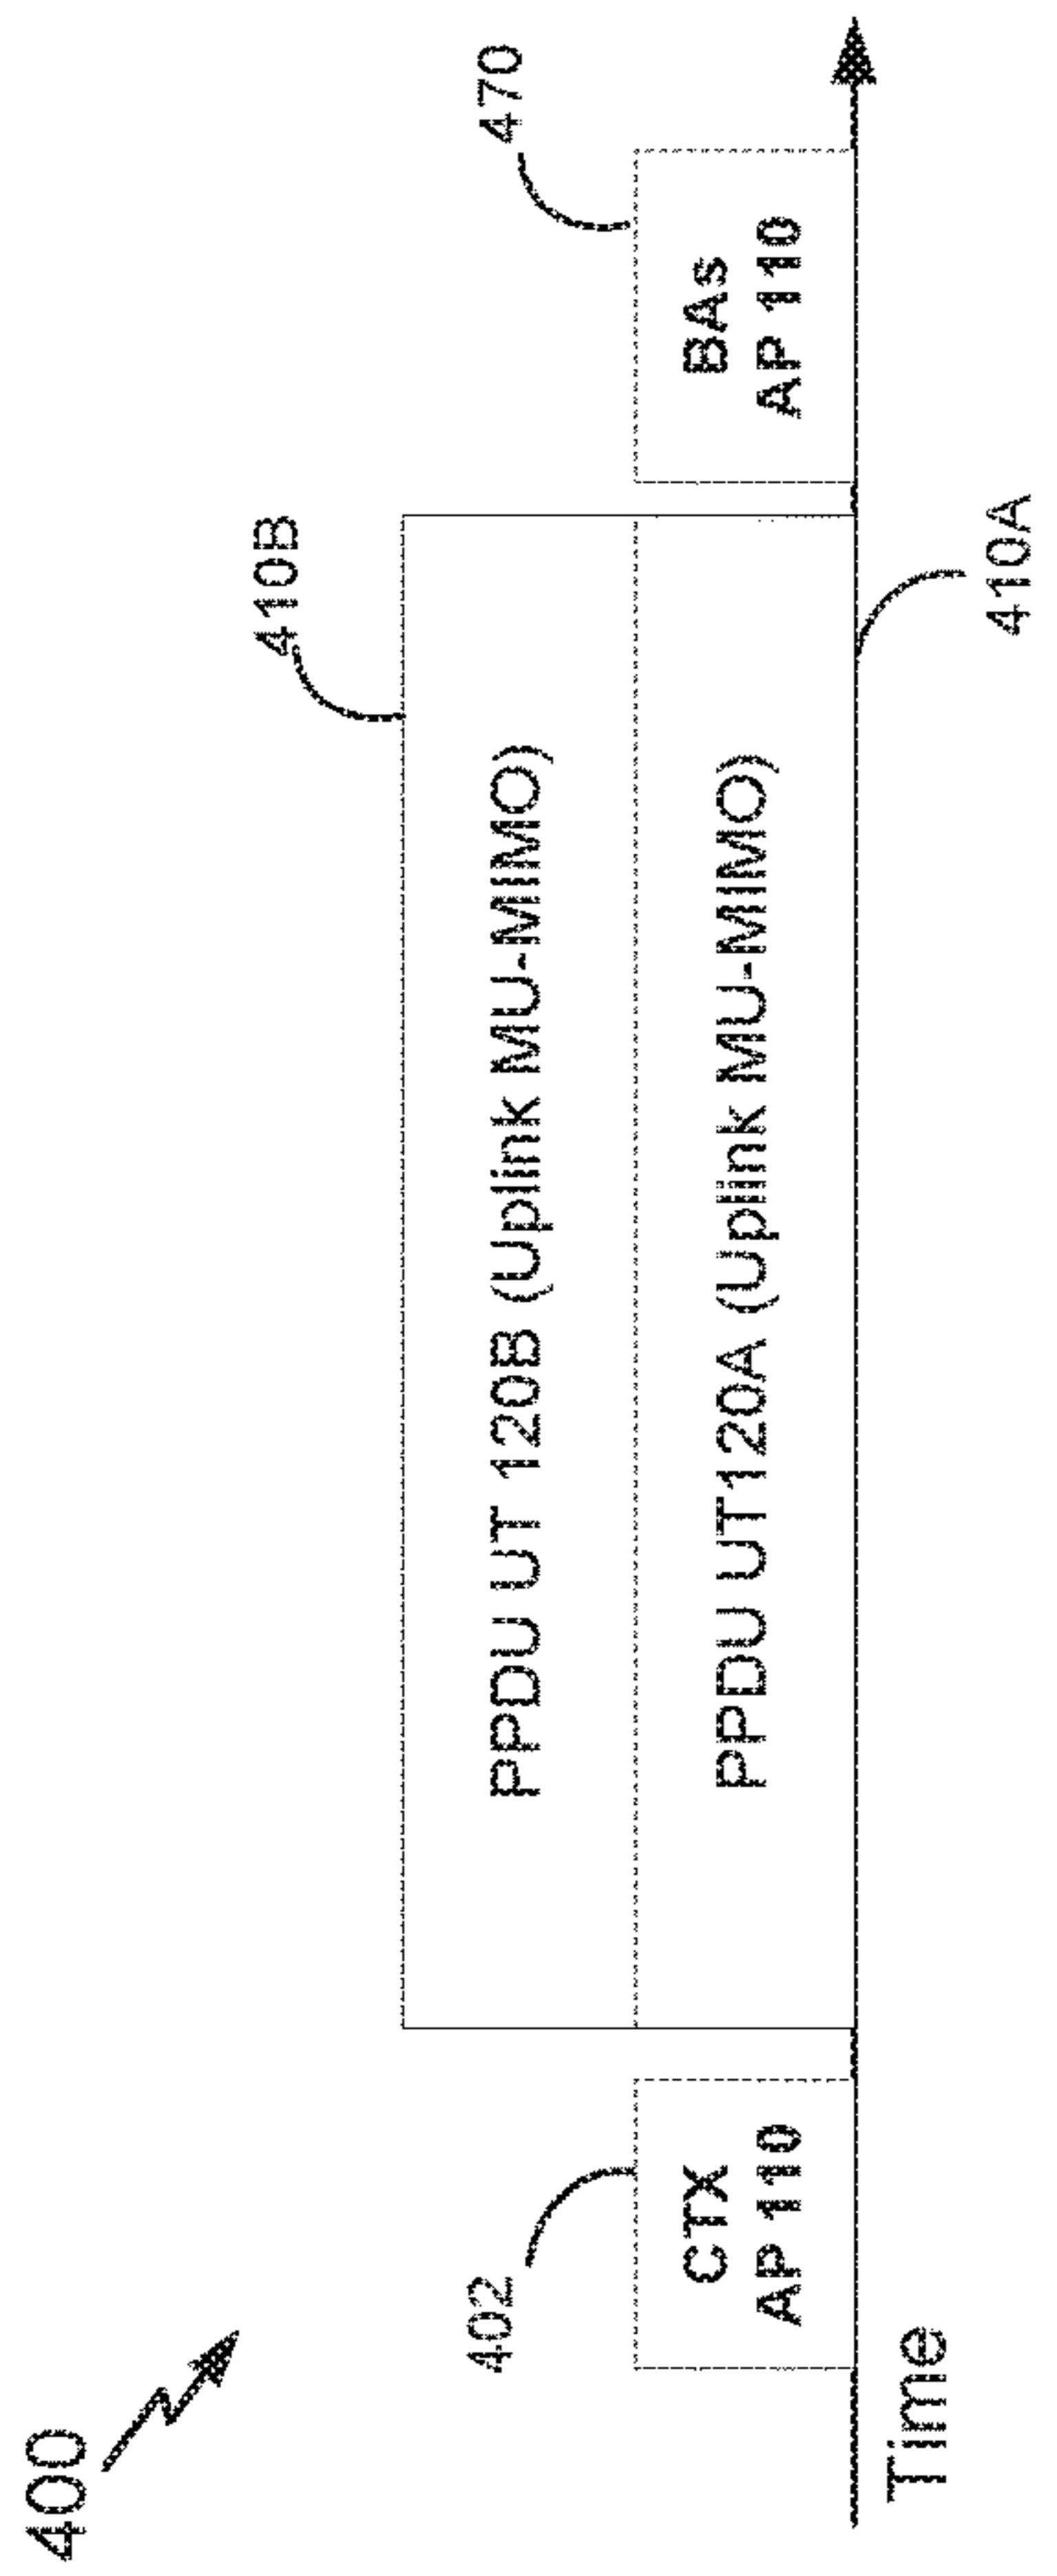 400
402
CTX
AP 110
410B
PPDU UT 120B (Uplink MU-MIMO)
PPDU UT120A (Uplink MU-MIMO)
410A
470
BAs
AP 110
Time